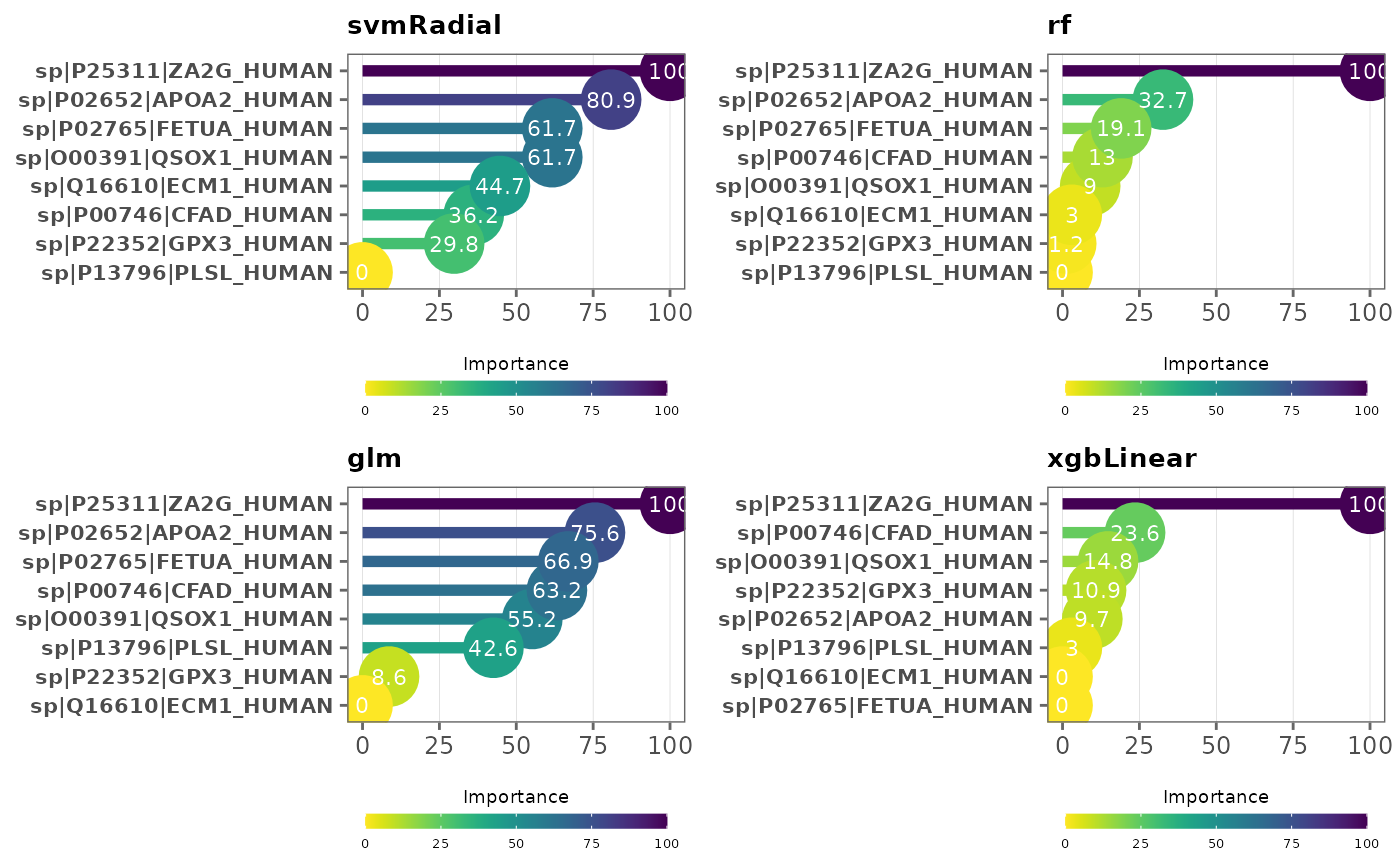 svmRadial
sp|P25311|ZA2G_HUMAN 100
sp|P02652|APOA2_HUMAN 80.9
sp|P02765|FETUA_HUMAN 61.7
sp|O00391|QSOX1_HUMAN 61.7
sp|Q16610|ECM1_HUMAN 44.7
sp|P00746|CFAD_HUMAN 36.2
sp|P22352|GPX3_HUMAN 29.8
sp|P13796|PLSL_HUMAN 0
0 25 50 75 100
Importance
0 25 50 75 100
rf
sp|P25311|ZA2G_HUMAN 100
sp|P02652|APOA2_HUMAN 32.7
sp|P02765|FETUA_HUMAN 19.1
sp|P00746|CFAD_HUMAN 13
sp|O00391|QSOX1_HUMAN 9
sp|Q16610|ECM1_HUMAN 3
sp|P22352|GPX3_HUMAN 1.2
sp|P13796|PLSL_HUMAN 0
0 25 50 75 100
Importance
0 25 50 75 100
glm
sp|P25311|ZA2G_HUMAN 100
sp|P02652|APOA2_HUMAN 75.6
sp|P02765|FETUA_HUMAN 66.9
sp|P00746|CFAD_HUMAN 63.2
sp|O00391|QSOX1_HUMAN 55.2
sp|P13796|PLSL_HUMAN 42.6
sp|P22352|GPX3_HUMAN 8.6
sp|Q16610|ECM1_HUMAN 0
0 25 50 75 100
Importance
0 25 50 75 100
xgbLinear
sp|P25311|ZA2G_HUMAN 100
sp|P00746|CFAD_HUMAN 23.6
sp|O00391|QSOX1_HUMAN 14.8
sp|P22352|GPX3_HUMAN 10.9
sp|P02652|APOA2_HUMAN 9.7
sp|P13796|PLSL_HUMAN 3
sp|Q16610|ECM1_HUMAN 0
sp|P02765|FETUA_HUMAN 0
0 25 50 75 100
Importance
0 25 50 75 100